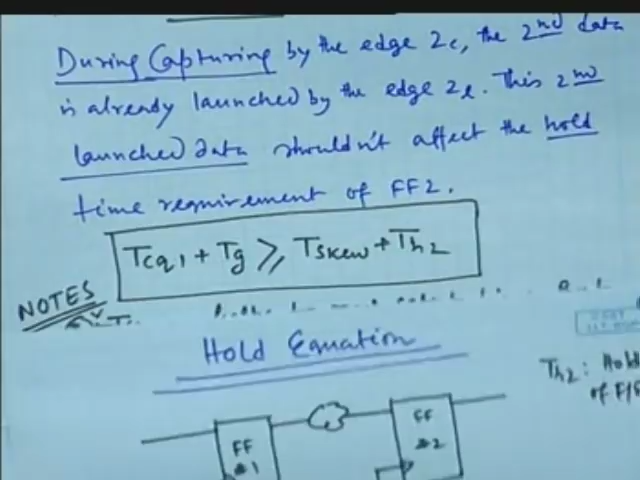 During Capturing by the edge 2c, the 2nd data
is already launched by the edge 2l. This 2nd
launched data shouldn't affect the hold
time requirement of FF2.
Tcq1 + Tg ≥ Tskew + Th2
NOTES
Hold Equation
Th2: Hold
of F/F
FF
#1
FF
#2